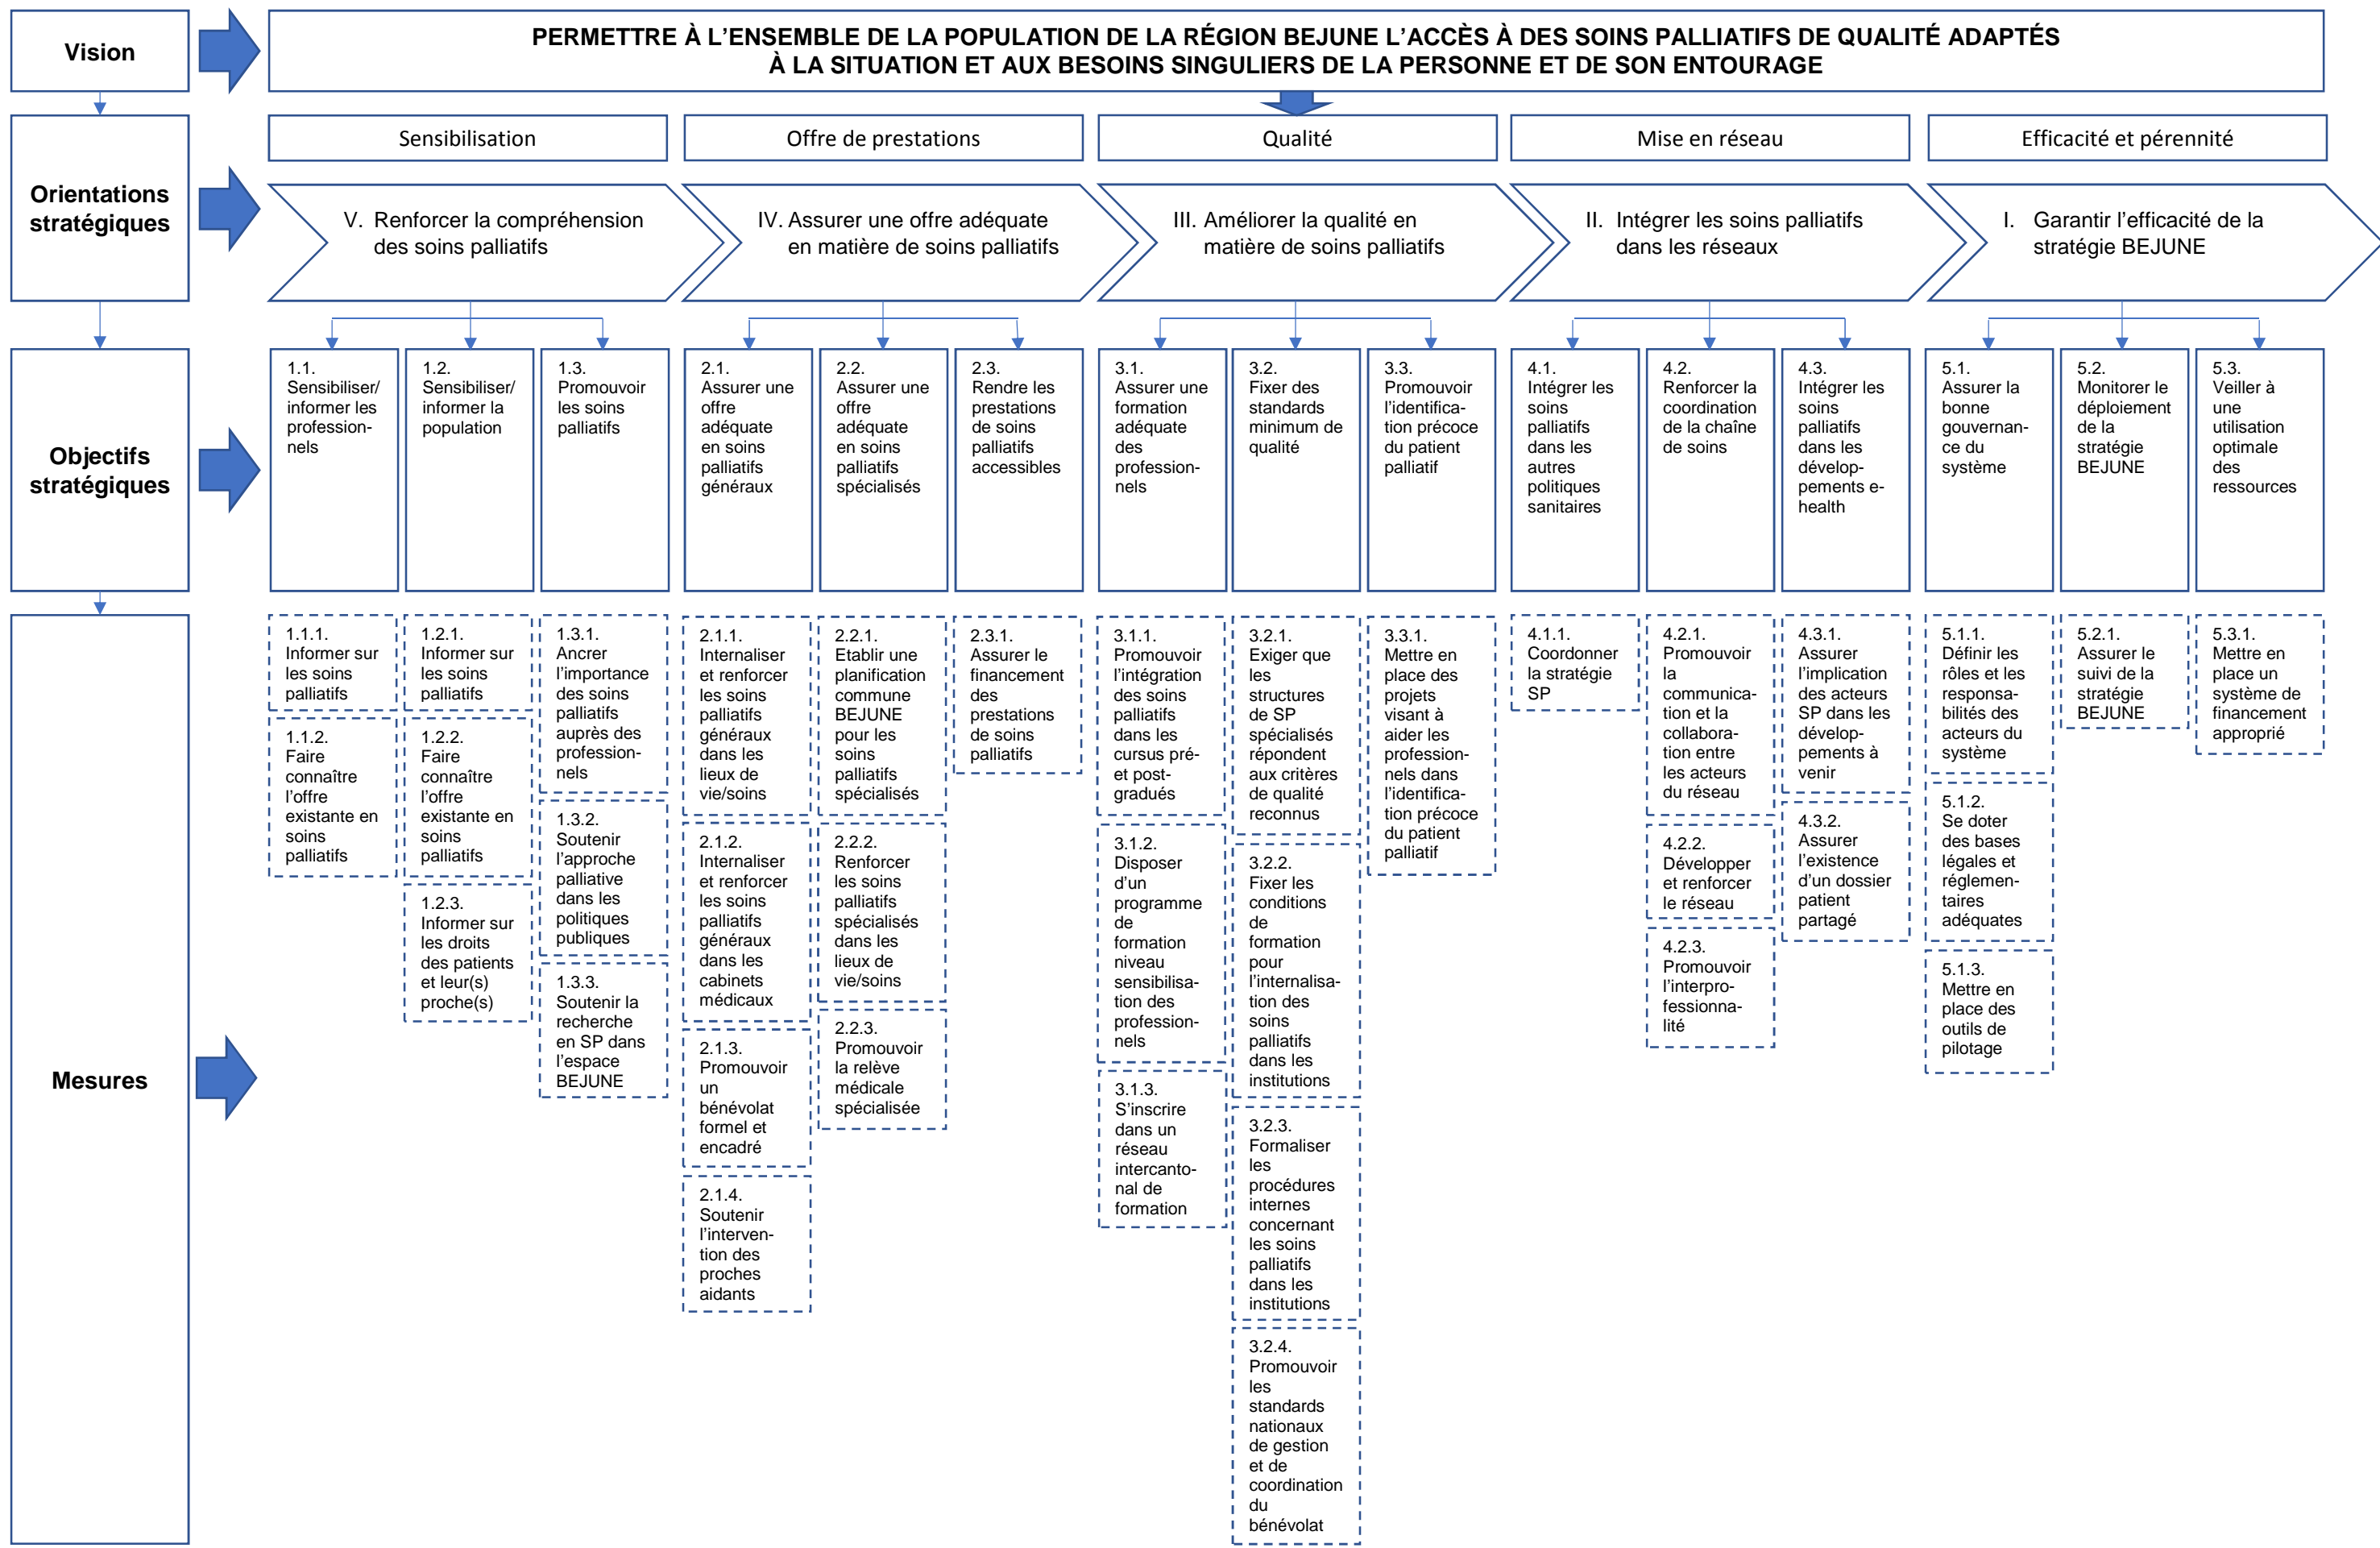 Vision
PERMETTRE À L'ENSEMBLE DE LA POPULATION DE LA RÉGION BEJUNE L'ACCÈS À DES SOINS PALLIATIFS DE QUALITÉ ADAPTÉS
À LA SITUATION ET AUX BESOINS SINGULIERS DE LA PERSONNE ET DE SON ENTOURAGE
Orientations
stratégiques
Sensibilisation
Offre de prestations
Qualité
Mise en réseau
Efficacité et pérennité
V. Renforcer la compréhension
des soins palliatifs
IV. Assurer une offre adéquate
en matière de soins palliatifs
III. Améliorer la qualité en
matière de soins palliatifs
II. Intégrer les soins palliatifs
dans les réseaux
I. Garantir l'efficacité de la
stratégie BEJUNE
Objectifs
stratégiques
1.1.
Sensibiliser/
informer les
profession-
nels
1.2.
Sensibiliser/
informer la
population
1.3.
Promouvoir
les soins
palliatifs
2.1.
Assurer une
offre
adéquate
en soins
palliatifs
généraux
2.2.
Assurer une
offre
adéquate
en soins
palliatifs
spécialisés
2.3.
Rendre les
prestations
de soins
palliatifs
accessibles
3.1.
Assurer une
formation
adéquate
des
profession-
nels
3.2.
Fixer des
standards
minimum de
qualité
3.3.
Promouvoir
l'identifica-
tion précoce
du patient
palliatif
4.1.
Intégrer les
soins
palliatifs
dans les
autres
politiques
sanitaires
4.2.
Renforcer la
coordination
de la chaîne
de soins
4.3.
Intégrer les
soins
palliatifs
dans les
dévelop-
pements e-
health
5.1.
Assurer la
bonne
gouvernan-
ce du
système
5.2.
Monitorer le
déploiement
de la
stratégie
BEJUNE
5.3.
Veiller à
une
utilisation
optimale
des
ressources
Mesures
1.1.1.
Informer sur
les soins
palliatifs
1.1.2.
Faire
connaître
l'offre
existante en
soins
palliatifs
1.2.1.
Informer sur
les soins
palliatifs
1.2.2.
Faire
connaître
l'offre
existante en
soins
palliatifs
1.2.3.
Informer sur
les droits
des patients
et leur(s)
proche(s)
1.3.1.
Ancrer
l'importance
des soins
palliatifs
auprès des
profession-
nels
1.3.2.
Soutenir
l'approche
palliative
dans les
politiques
publiques
1.3.3.
Soutenir la
recherche
en SP dans
l'espace
BEJUNE
2.1.1.
Internaliser
et renforcer
les soins
palliatifs
généraux
dans les
lieux de
vie/soins
2.1.2.
Internaliser
et renforcer
les soins
palliatifs
généraux
dans les
cabinets
médicaux
2.1.3.
Promouvoir
un
bénévolat
formel et
encadré
2.1.4.
Soutenir
l'interven-
tion des
proches
aidants
2.2.1.
Etablir une
planification
commune
BEJUNE
pour les
soins
palliatifs
spécialisés
2.2.2.
Renforcer
les soins
palliatifs
spécialisés
dans les
lieux de
vie/soins
2.2.3.
Promouvoir
la relève
médicale
spécialisée
2.3.1.
Assurer le
financement
des
prestations
de soins
palliatifs
3.1.1.
Promouvoir
l'intégration
des soins
palliatifs
dans les
cursus pré-
et post-
gradués
3.1.2.
Disposer
d'un
programme
de
formation
niveau
sensibilisa-
tion des
profession-
nels
3.1.3.
S'inscrire
dans un
réseau
intercanto-
nal de
formation
3.2.1.
Exiger que
les
structures
de SP
spécialisés
répondent
aux critères
de qualité
reconnus
3.2.2.
Fixer les
conditions
de
formation
pour
l'internalisa-
tion des
soins
palliatifs
dans les
institutions
3.2.3.
Formaliser
les
procédures
internes
concernant
les soins
palliatifs
dans les
institutions
3.2.4.
Promouvoir
les
standards
nationaux
de gestion
et de
coordination
du
bénévolat
3.3.1.
Mettre en
place des
projets
visant à
aider les
profession-
nels dans
l'identifica-
tion précoce
du patient
palliatif
4.1.1.
Coordonner
la stratégie
SP
4.2.1.
Promouvoir
la
communica-
tion et la
collabora-
tion entre
les acteurs
du réseau
4.2.2.
Développer
et renforcer
le réseau
4.2.3.
Promouvoir
l'interpro-
fessionna-
lité
4.3.1.
Assurer
l'implication
des acteurs
SP dans les
dévelop-
pements à
venir
4.3.2.
Assurer
l'existence
d'un dossier
patient
partagé
5.1.1.
Définir les
rôles et les
responsa-
bilités des
acteurs du
système
5.1.2.
Se doter
des bases
légales et
réglemen-
taires
adéquates
5.1.3.
Mettre en
place des
outils de
pilotage
5.2.1.
Assurer le
suivi de la
stratégie
BEJUNE
5.3.1.
Mettre en
place un
système de
financement
approprié